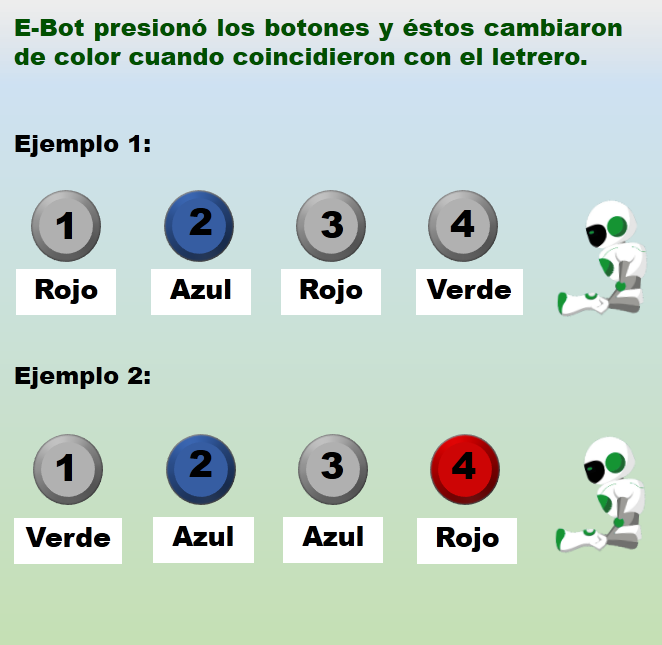 E-Bot presionó los botones y éstos cambiaron
de color cuando coincidieron con el letrero.
Ejemplo 1:
1 2 3 4
Rojo Azul Rojo Verde
Ejemplo 2:
1 2 3 4
Verde Azul Azul Rojo